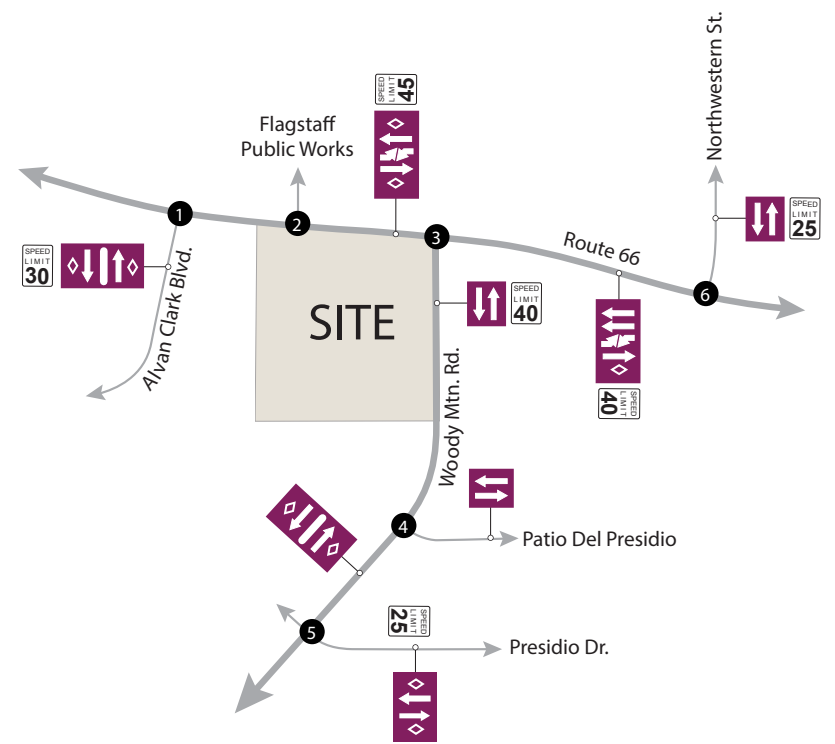 Northwestern St.
SPEED
LIMIT
45
Flagstaff
Public Works
1
2
3
SPEED
LIMIT
25
SPEED
LIMIT
30
Route 66
Alvan Clark Blvd.
SITE
SPEED
LIMIT
40
6
Woody Mtn. Rd.
SPEED
LIMIT
40
4
Patio Del Presidio
5
SPEED
LIMIT
25
Presidio Dr.